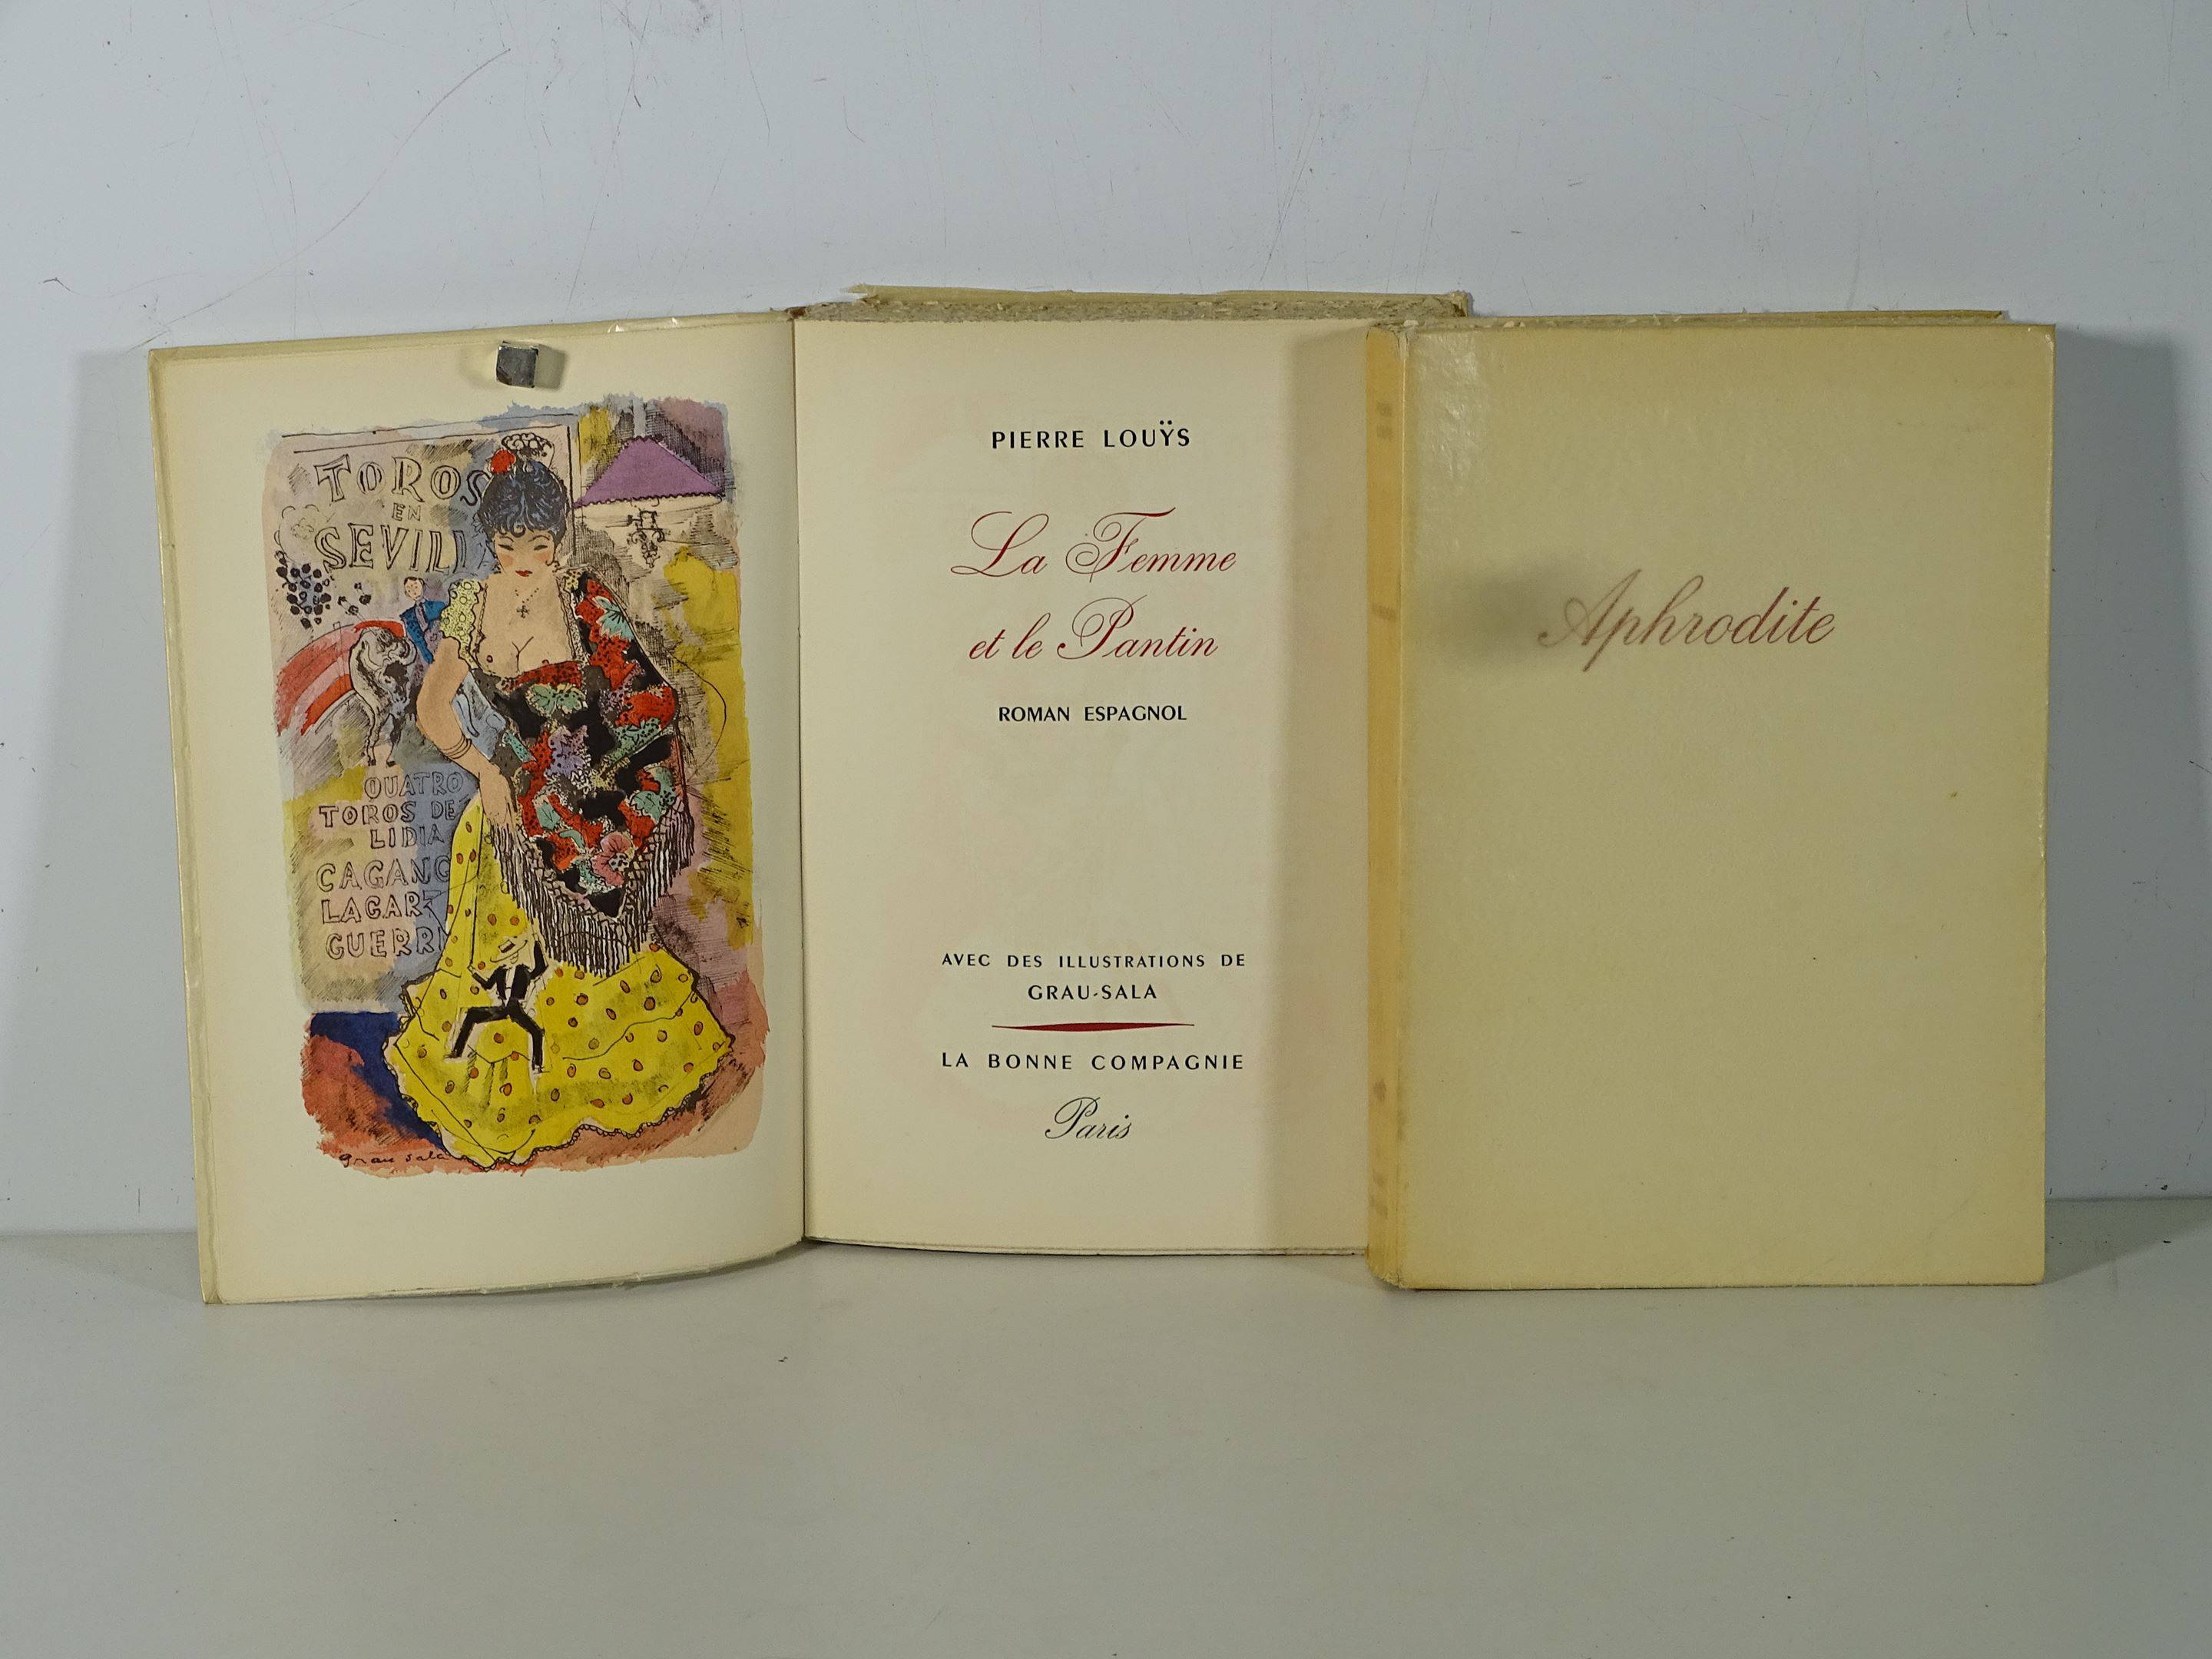 TOROS
EN
SEVILL
QUATRO
TOROS DE
LIDIA
CAGANC
LAGAR
GUERR
grau sala
PIERRE LOUŸS
La Femme
et le Pantin
ROMAN ESPAGNOL
AVEC DES ILLUSTRATIONS DE
GRAU-SALA
LA BONNE COMPAGNIE
Paris
Aphrodite